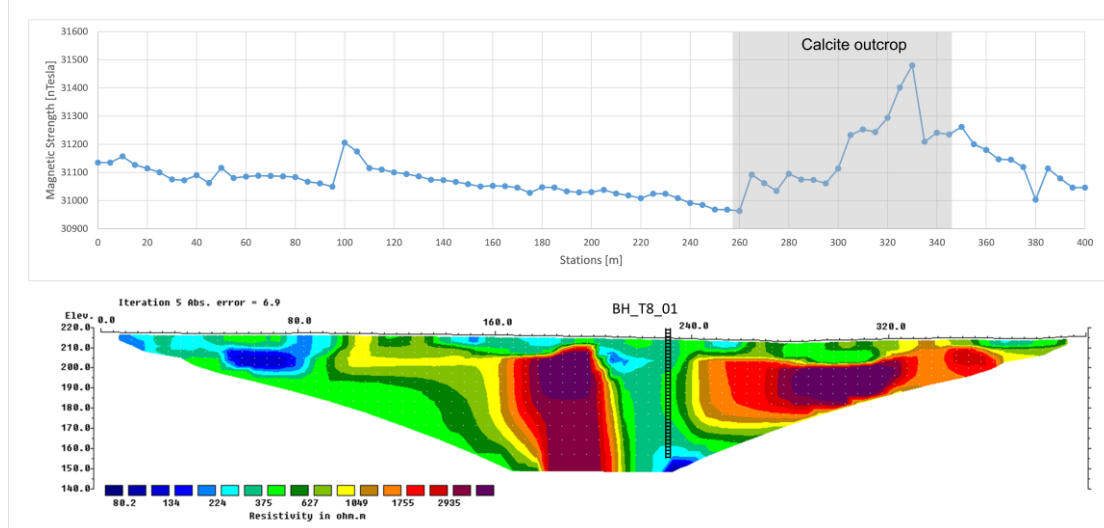 31600
31500
31400
31300
31200
31100
31000
30900
Magnetic Strength [nTesla]
Calcite outcrop
0 20 40 60 80 100 120 140 160 180 200 220 240 260 280 300 320 340 360 380 400
Stations [m]
Iteration 5 Abs. error = 6.9
BH_T8_01
Elev. 0.0 80.0 160.0 240.0 320.0
220.0
210.0
200.0
190.0
180.0
170.0
160.0
150.0
140.0
80.2 134 224 375 627 1049 1755 2935
Resistivity in ohm.m